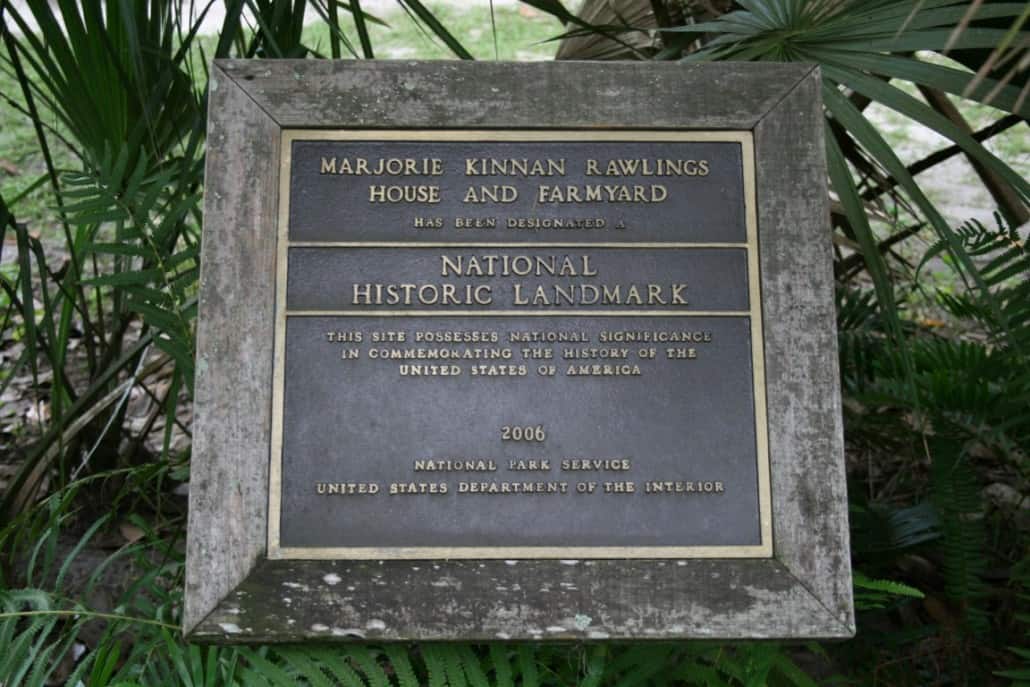 MARJORIE KINNAN RAWLINGS
HOUSE AND FARMYARD
HAS BEEN DESIGNATED A
NATIONAL
HISTORIC LANDMARK
THIS SITE POSSESSES NATIONAL SIGNIFICANCE
IN COMMEMORATING THE HISTORY OF THE
UNITED STATES OF AMERICA
2006
NATIONAL PARK SERVICE
UNITED STATES DEPARTMENT OF THE INTERIOR